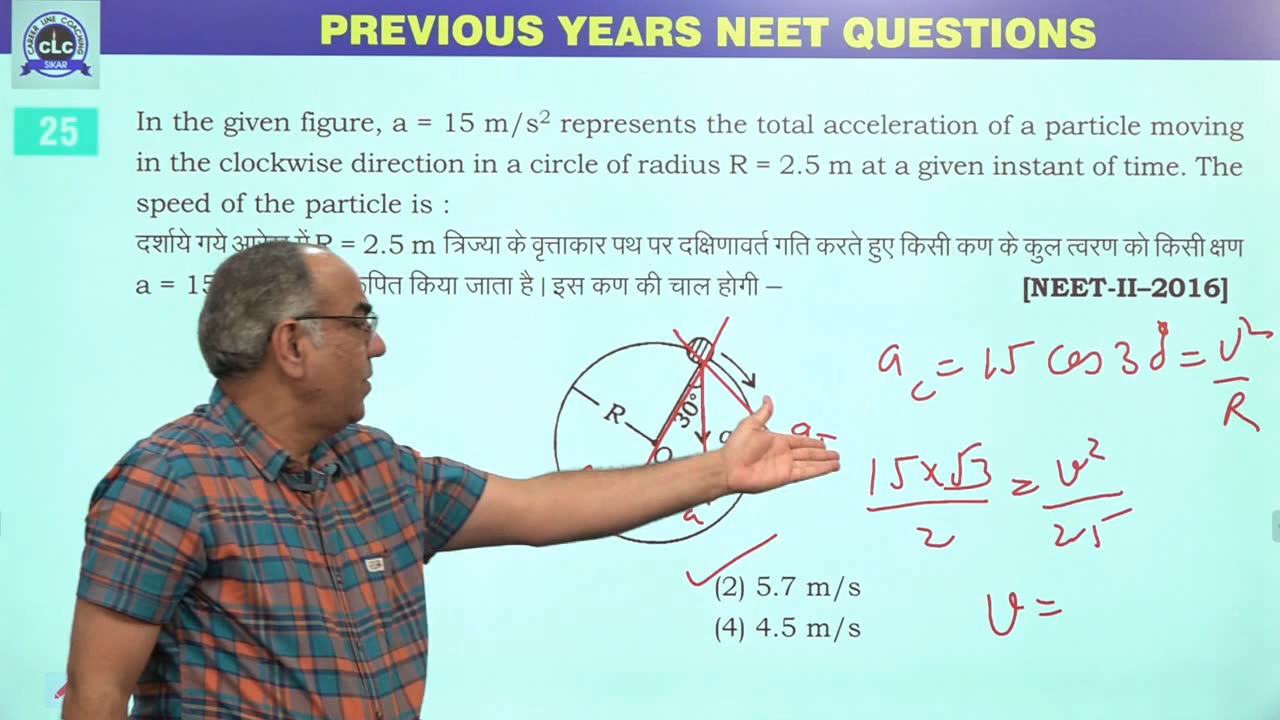 CAREER LINE COACHING
CLC
SIKAR
PREVIOUS YEARS NEET QUESTIONS
25
In the given figure, a = 15 m/s² represents the total acceleration of a particle moving
in the clockwise direction in a circle of radius R = 2.5 m at a given instant of time. The
speed of the particle is :
दर्शाये गये R = 2.5 m त्रिज्या के वृत्ताकार पथ पर दक्षिणावर्त गति करते हुए किसी कण के कुल त्वरण को किसी क्षण
a = 15 किया जाता है। इस कण की चाल होगी –
[NEET-II–2016]
R
30°
O
a
a_T
a_c = 15 cos 30 = v²/R
15×√3/2 = v²/25
(2) 5.7 m/s
(4) 4.5 m/s
v =